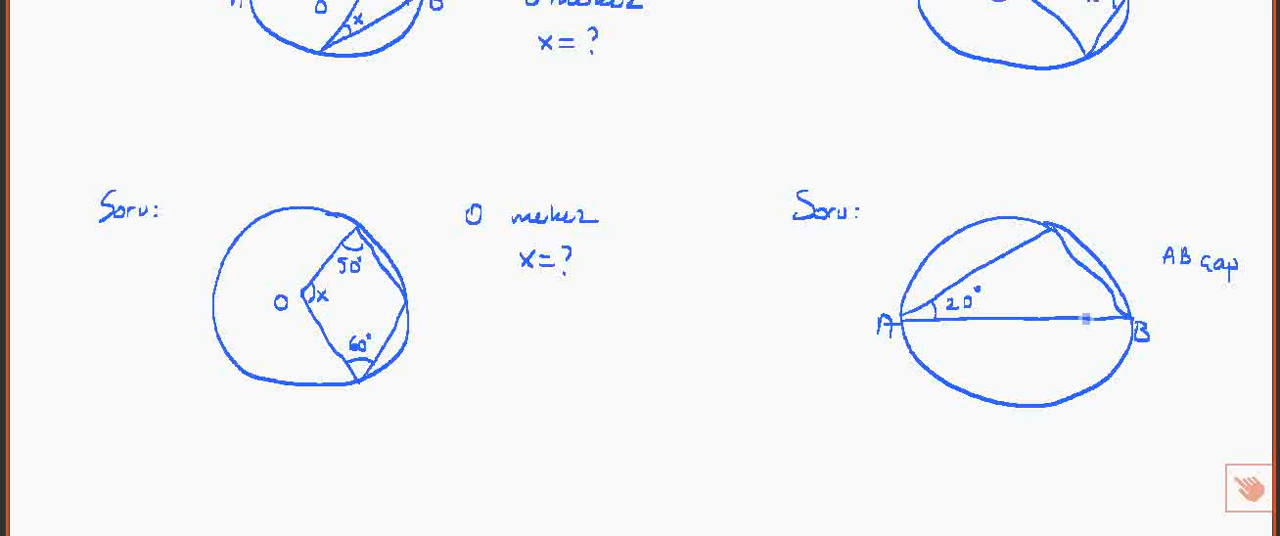 x
x = ?
Soru:
O merkez
x = ?
50°
O x
60°
Soru:
AB çap
20°
A
B